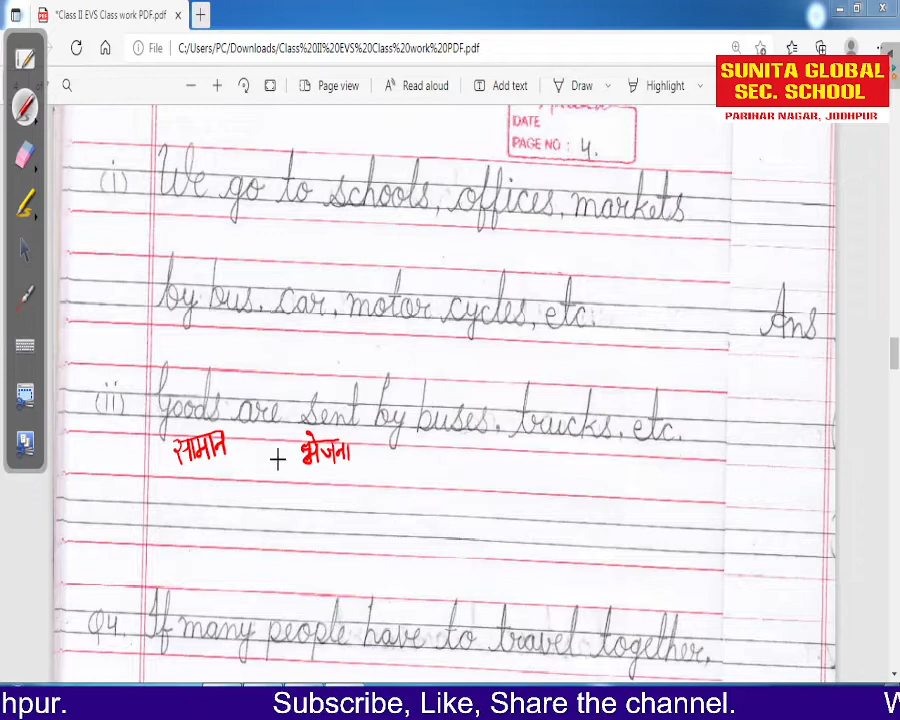 *Class II EVS Class work PDF.pdf
File C:/Users/PC/Downloads/Class%20II%20EVS%20Class%20work%20PDF.pdf
Page view Read aloud Add text Draw Highlight
SUNITA GLOBAL
SEC. SCHOOL
PARIHAR NAGAR, JODHPUR
DATE
PAGE NO : 4.
(i) We go to schools, offices, markets
by bus, car, motor cycles, etc.
Ans
(ii) Goods are sent by buses, trucks, etc.
सामान भेजना
Q4. If many people have to travel together,
hpur. Subscribe, Like, Share the channel. W